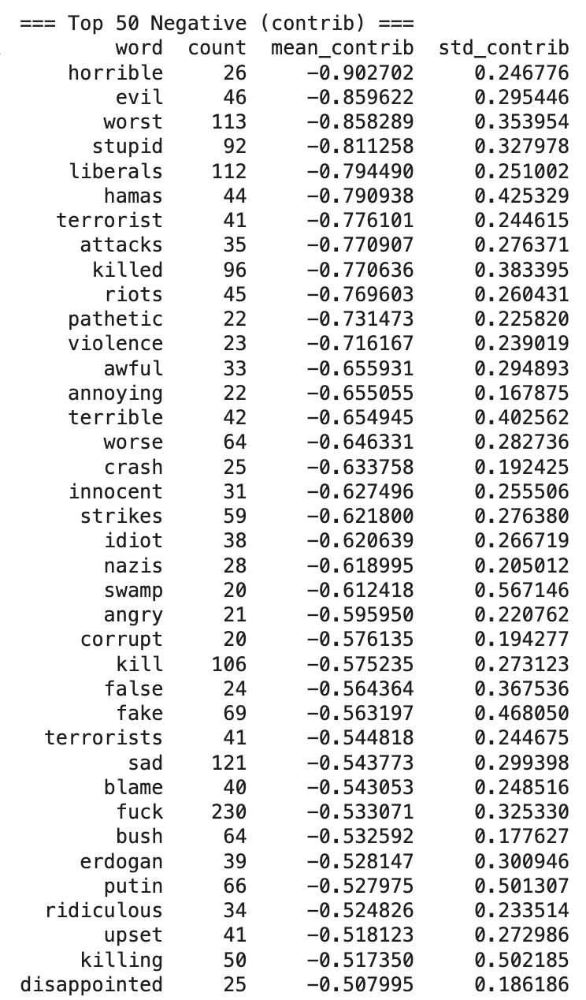 === Top 50 Negative (contrib) ===
word count mean_contrib std_contrib
horrible 26 -0.902702 0.246776
evil 46 -0.859622 0.295446
worst 113 -0.858289 0.353954
stupid 92 -0.811258 0.327978
liberals 112 -0.794490 0.251002
hamas 44 -0.790938 0.425329
terrorist 41 -0.776101 0.244615
attacks 35 -0.770907 0.276371
killed 96 -0.770636 0.383395
riots 45 -0.769603 0.260431
pathetic 22 -0.731473 0.225820
violence 23 -0.716167 0.239019
awful 33 -0.655931 0.294893
annoying 22 -0.655055 0.167875
terrible 42 -0.654945 0.402562
worse 64 -0.646331 0.282736
crash 25 -0.633758 0.192425
innocent 31 -0.627496 0.255506
strikes 59 -0.621800 0.276380
idiot 38 -0.620639 0.266719
nazis 28 -0.618995 0.205012
swamp 20 -0.612418 0.567146
angry 21 -0.595950 0.220762
corrupt 20 -0.576135 0.194277
kill 106 -0.575235 0.273123
false 24 -0.564364 0.367536
fake 69 -0.563197 0.468050
terrorists 41 -0.544818 0.244675
sad 121 -0.543773 0.299398
blame 40 -0.543053 0.248516
fuck 230 -0.533071 0.325330
bush 64 -0.532592 0.177627
erdogan 39 -0.528147 0.300946
putin 66 -0.527975 0.501307
ridiculous 34 -0.524826 0.233514
upset 41 -0.518123 0.272986
killing 50 -0.517350 0.502185
disappointed 25 -0.507995 0.186186